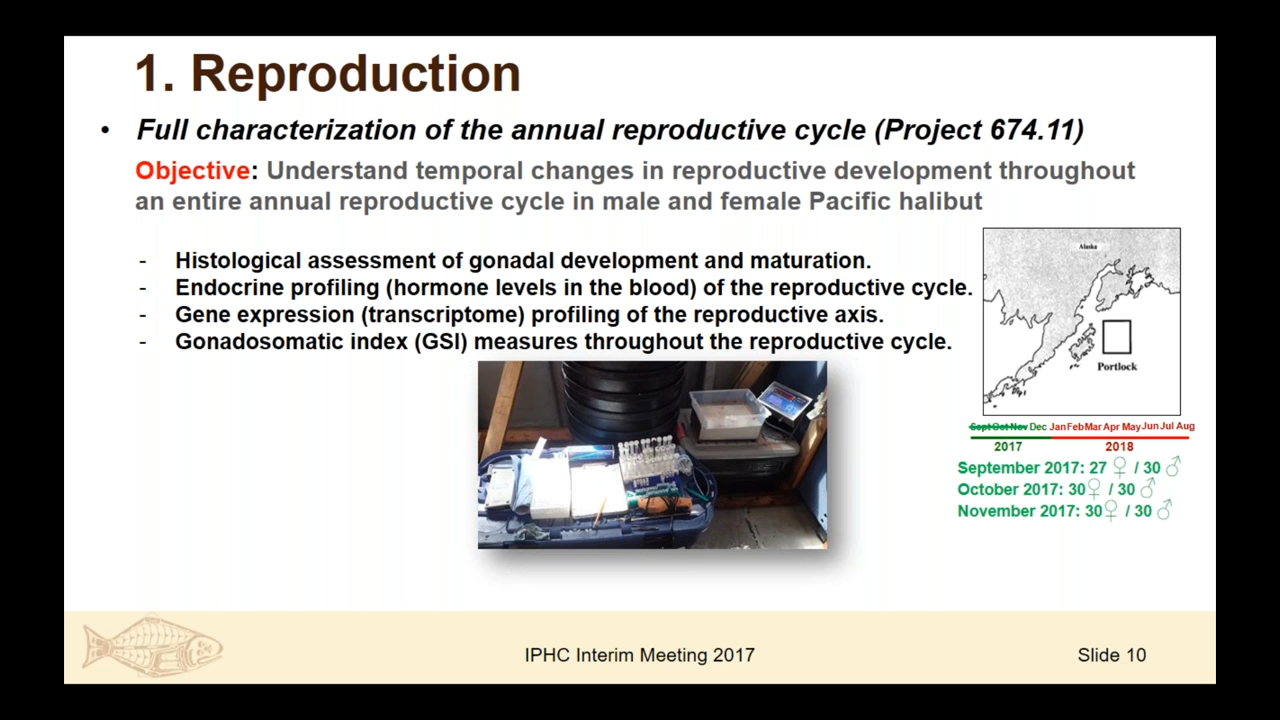 1. Reproduction
• Full characterization of the annual reproductive cycle (Project 674.11)
Objective: Understand temporal changes in reproductive development throughout
an entire annual reproductive cycle in male and female Pacific halibut
- Histological assessment of gonadal development and maturation.
- Endocrine profiling (hormone levels in the blood) of the reproductive cycle.
- Gene expression (transcriptome) profiling of the reproductive axis.
- Gonadosomatic index (GSI) measures throughout the reproductive cycle.
Alaska
Portlock
Sept Oct Nov Dec Jan Feb Mar Apr May Jun Jul Aug
2017 2018
September 2017: 27 ♀ / 30 ♂
October 2017: 30♀ / 30 ♂
November 2017: 30♀ / 30 ♂
IPHC Interim Meeting 2017
Slide 10